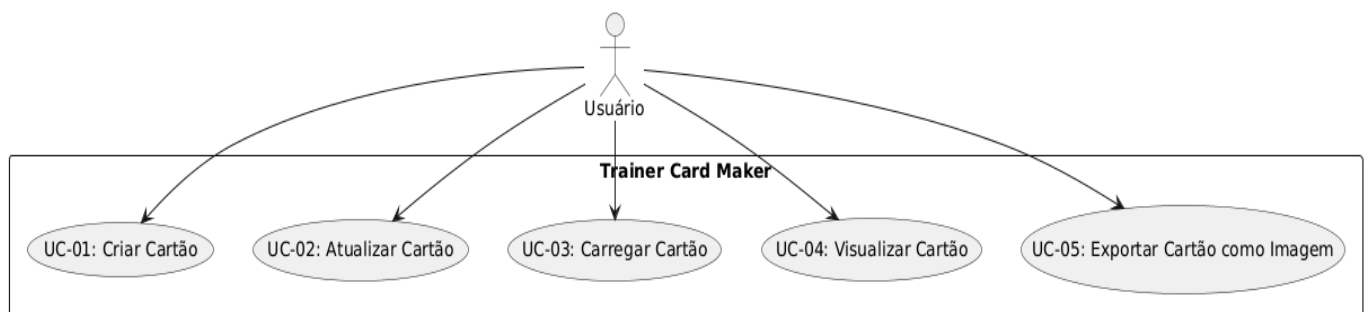 Usuário
Trainer Card Maker
UC-01: Criar Cartão
UC-02: Atualizar Cartão
UC-03: Carregar Cartão
UC-04: Visualizar Cartão
UC-05: Exportar Cartão como Imagem